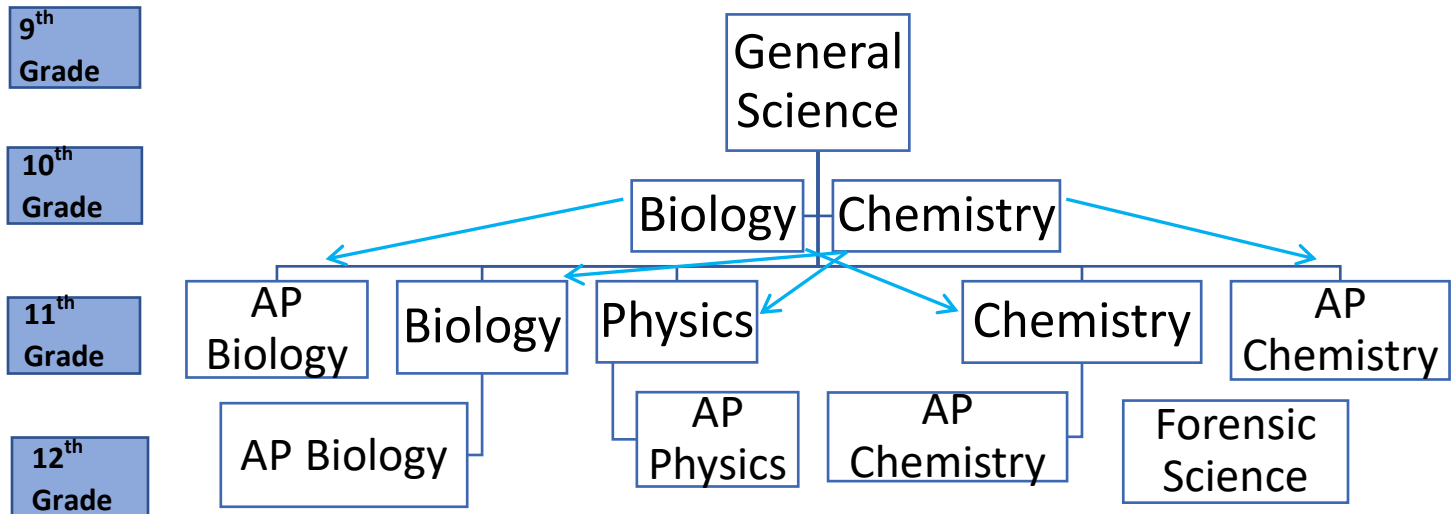 9th
Grade
General
Science
10th
Grade
Biology
Chemistry
11th
Grade
AP
Biology
Biology
Physics
Chemistry
AP
Chemistry
12th
Grade
AP Biology
AP
Physics
AP
Chemistry
Forensic
Science